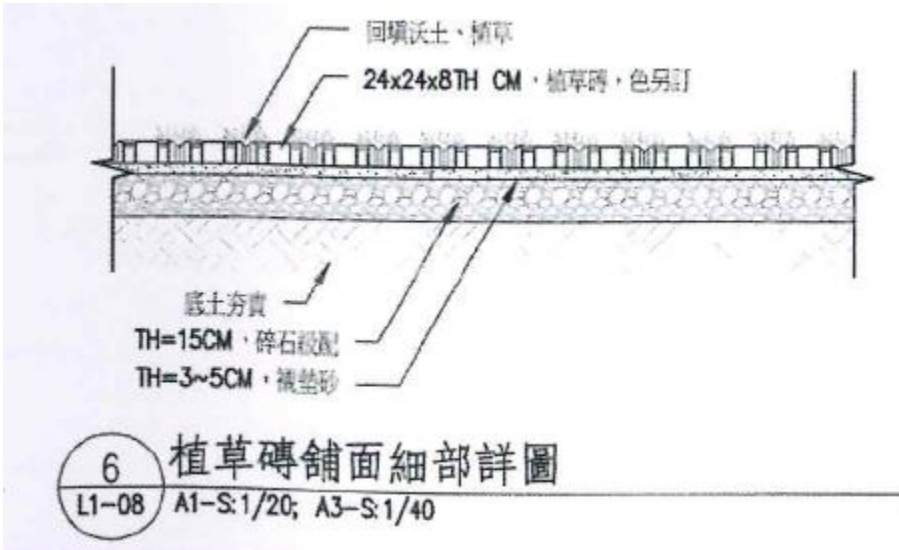 回填沃土、植草
24x24x8TH CM，植草磚，色另訂
底土夯實
TH=15CM，碎石級配
TH=3~5CM，襯墊砂
6
植草磚舖面細部詳圖
L1-08
A1-S:1/20; A3-S:1/40